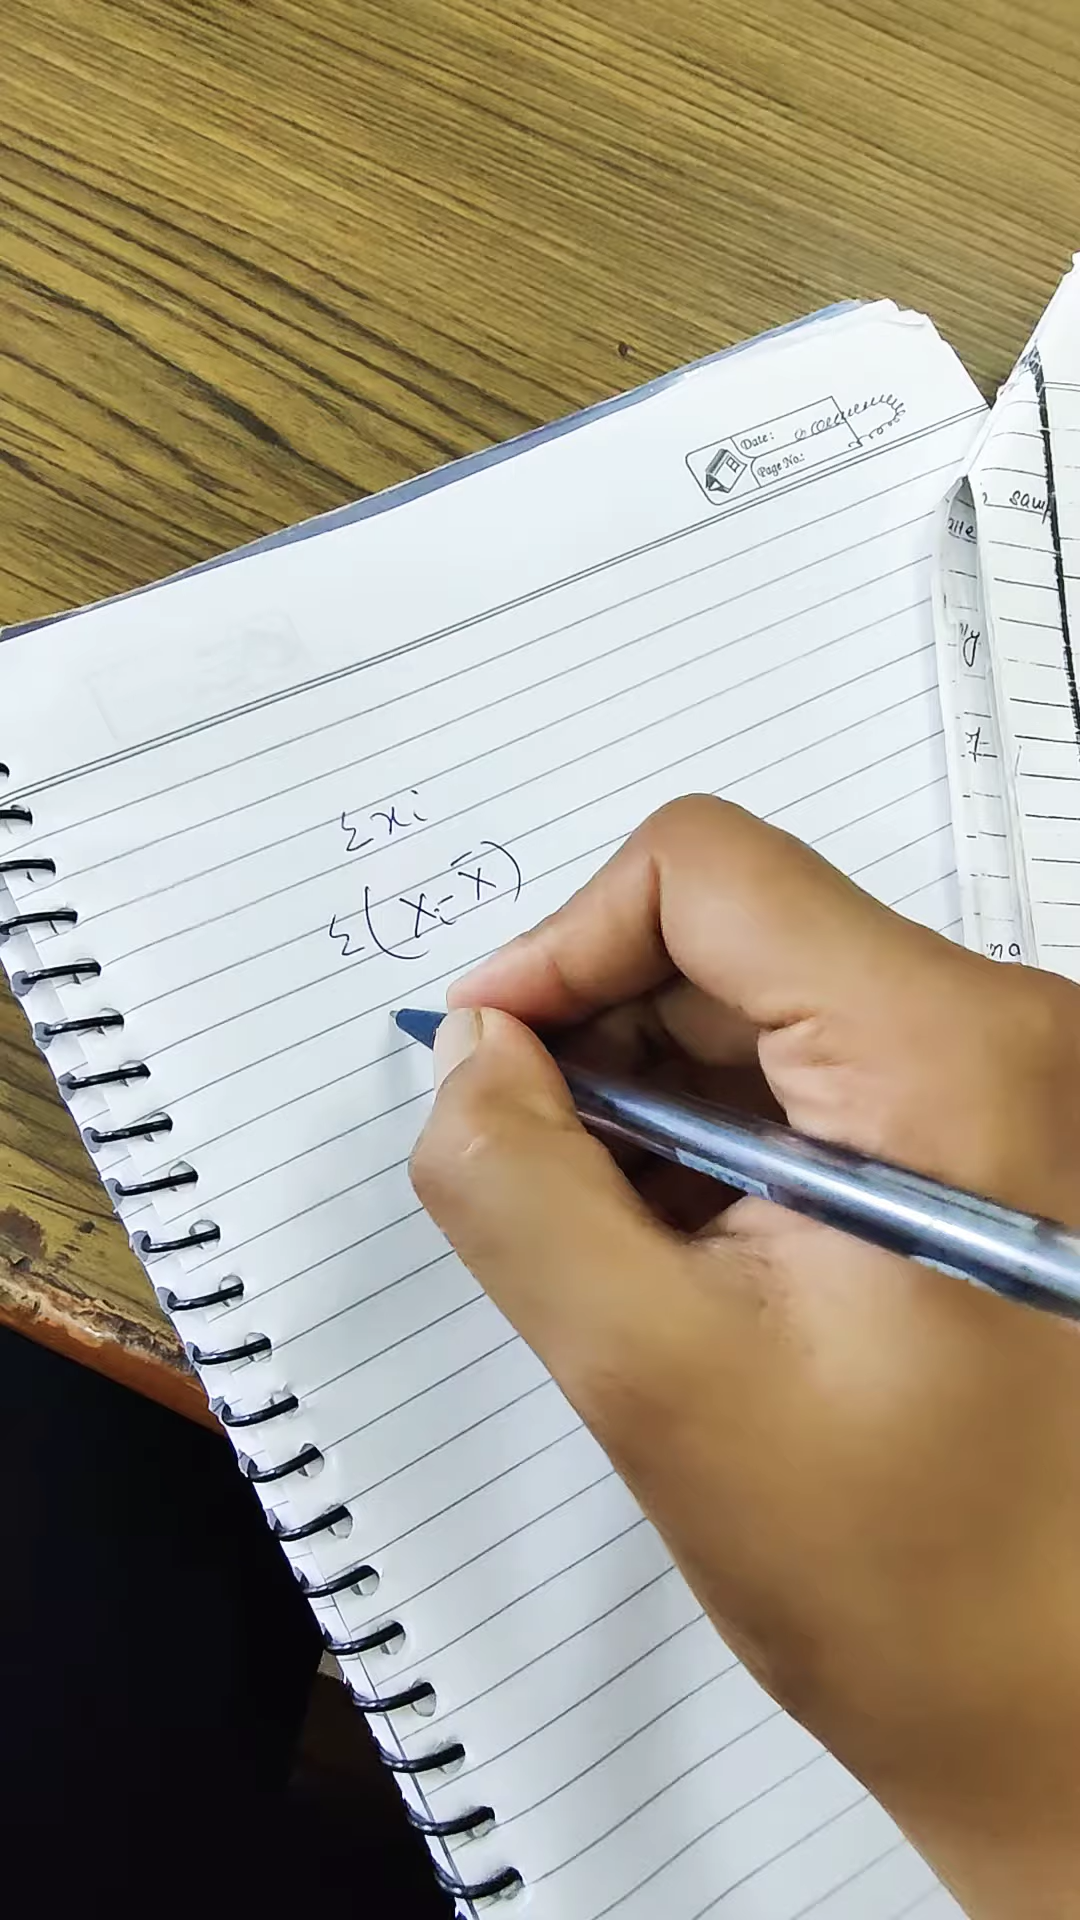 Date:
Page No:
Σxi
Σ(Xi - X̄)